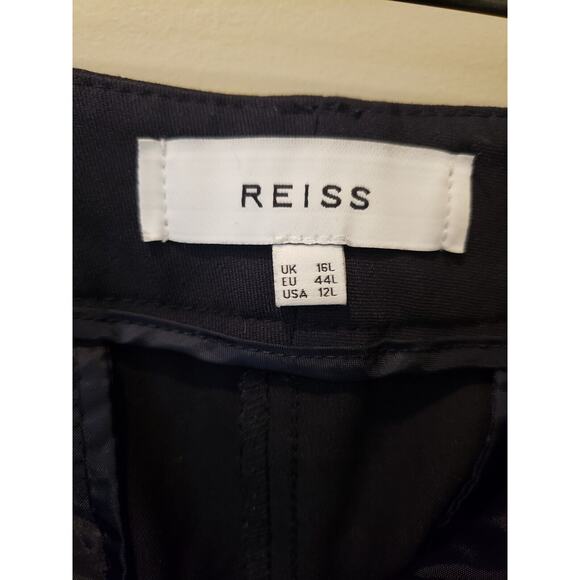 REISS
UK 16L
EU 44L
USA 12L